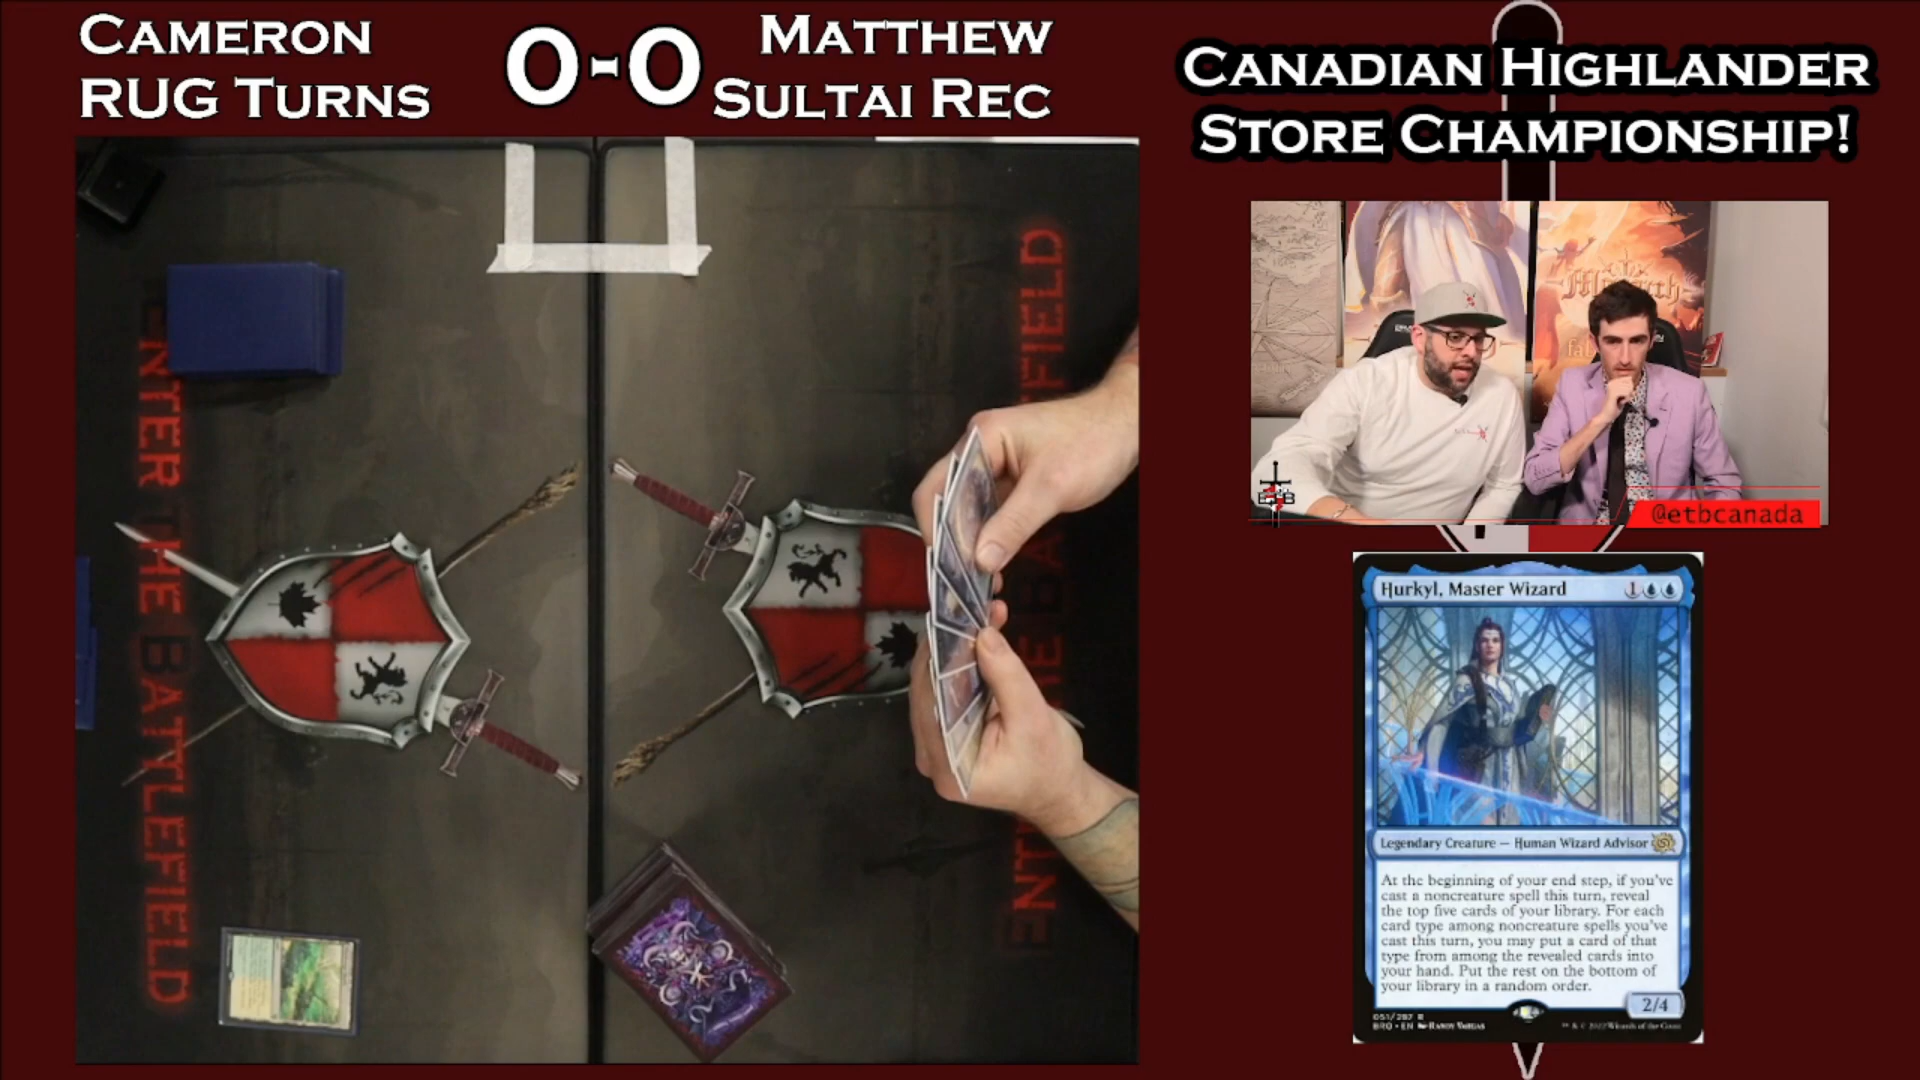 CAMERON
RUG TURNS
0-0
MATTHEW
SULTAI REC
CANADIAN HIGHLANDER
STORE CHAMPIONSHIP!
ENTER THE BATTLEFIELD
Monarch
@etbcanada
Hurkyl, Master Wizard
Legendary Creature — Human Wizard Advisor
At the beginning of your end step, if you've
cast a noncreature spell this turn, reveal
the top five cards of your library. For each
card type among noncreature spells you've
cast this turn, you may put a card of that
type from among the revealed cards into
your hand. Put the rest on the bottom of
your library in a random order.
2/4
BRO • EN